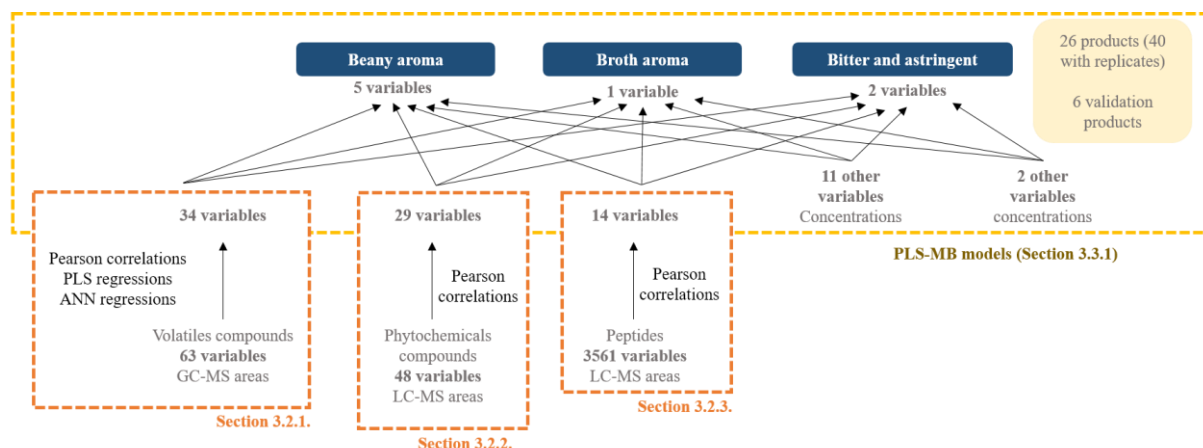 Beany aroma
5 variables
Broth aroma
1 variable
Bitter and astringent
2 variables
26 products (40
with replicates)
6 validation
products
34 variables
29 variables
14 variables
11 other
variables
Concentrations
2 other
variables
concentrations
PLS-MB models (Section 3.3.1)
Pearson correlations
PLS regressions
ANN regressions
Pearson
correlations
Pearson
correlations
Volatiles compounds
63 variables
GC-MS areas
Phytochemicals
compounds
48 variables
LC-MS areas
Peptides
3561 variables
LC-MS areas
Section 3.2.1.
Section 3.2.2.
Section 3.2.3.